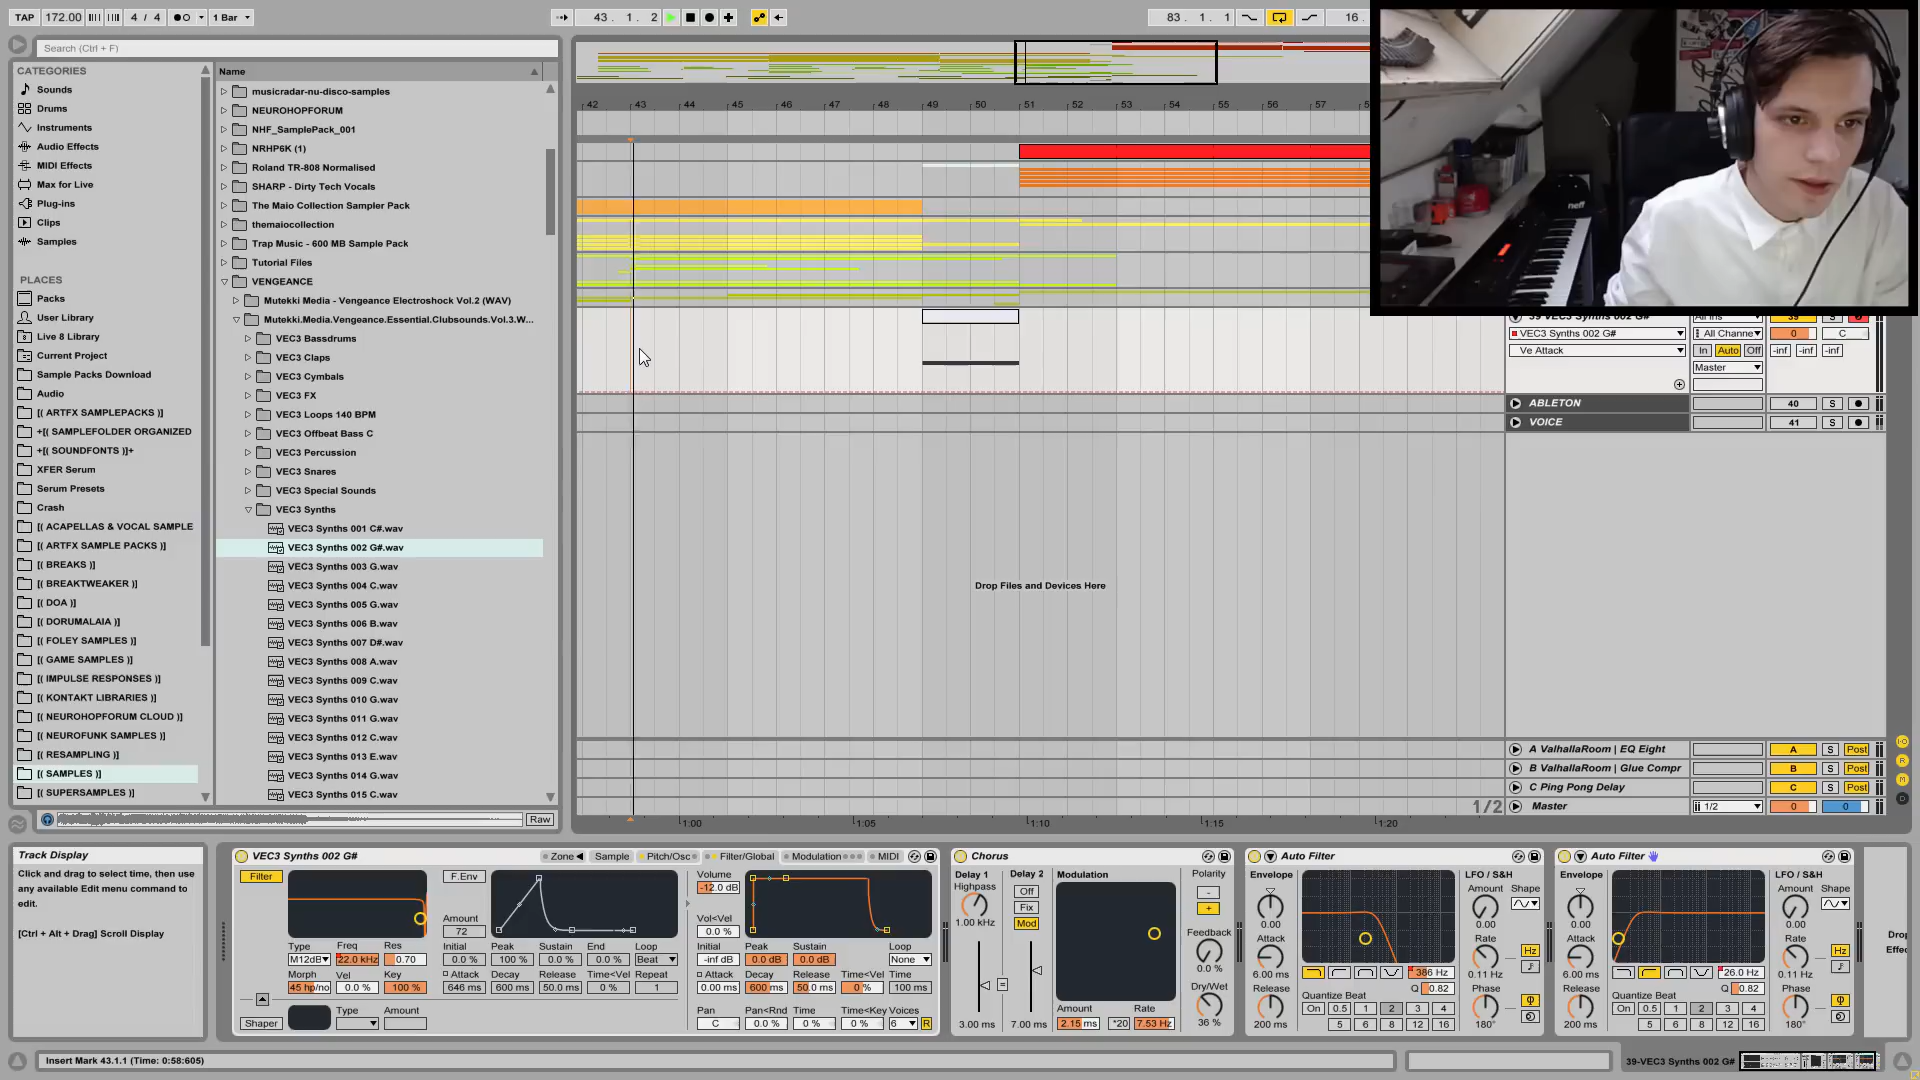 TAP 172.00 4 / 4 1 Bar 43. 1. 2 83. 1. 1 16.
Search (Ctrl + F)
CATEGORIES
Sounds
Drums
Instruments
Audio Effects
MIDI Effects
Max for Live
Plug-ins
Clips
Samples
PLACES
Packs
User Library
Live 8 Library
Current Project
Sample Packs Download
Audio
[( ARTFX SAMPLEPACKS )]
+[( SAMPLEFOLDER ORGANIZED
+[( SOUNDFONTS )]+
XFER Serum
Serum Presets
Crash
[( ACAPELLAS & VOCAL SAMPLE
[( ARTFX SAMPLE PACKS )]
[( BREAKS )]
[( BREAKTWEAKER )]
[( DOA )]
[( DORUMALAIA )]
[( FOLEY SAMPLES )]
[( GAME SAMPLES )]
[( IMPULSE RESPONSES )]
[( KONTAKT LIBRARIES )]
[( NEUROHOPFORUM CLOUD )]
[( NEUROFUNK SAMPLES )]
[( RESAMPLING )]
[( SAMPLES )]
[( SUPERSAMPLES )]
Name
musicradar-nu-disco-samples
NEUROHOPFORUM
NHF_SamplePack_001
NRHP6K (1)
Roland TR-808 Normalised
SHARP - Dirty Tech Vocals
The Maio Collection Sampler Pack
themaiocollection
Trap Music - 600 MB Sample Pack
Tutorial Files
VENGEANCE
Mutekki Media - Vengeance Electroshock Vol.2 (WAV)
Mutekki.Media.Vengeance.Essential.Clubsounds.Vol.3.W...
VEC3 Bassdrums
VEC3 Claps
VEC3 Cymbals
VEC3 FX
VEC3 Loops 140 BPM
VEC3 Offbeat Bass C
VEC3 Percussion
VEC3 Snares
VEC3 Special Sounds
VEC3 Synths
VEC3 Synths 001 C#.wav
VEC3 Synths 002 G#.wav
VEC3 Synths 003 G.wav
VEC3 Synths 004 C.wav
VEC3 Synths 005 G.wav
VEC3 Synths 006 B.wav
VEC3 Synths 007 D#.wav
VEC3 Synths 008 A.wav
VEC3 Synths 009 C.wav
VEC3 Synths 010 G.wav
VEC3 Synths 011 G.wav
VEC3 Synths 012 C.wav
VEC3 Synths 013 E.wav
VEC3 Synths 014 G.wav
VEC3 Synths 015 C.wav
Raw
42 43 44 45 46 47 48 49 50 51 52 53 54 55 56 57
neff
39 VEC3 Synths 002 G# All Ins 39
VEC3 Synths 002 G# All Channe 0 C
Ve Attack In Auto Off -inf -inf -inf
Master
ABLETON 40 S
VOICE 41 S
Drop Files and Devices Here
A ValhallaRoom | EQ Eight A S Post
B ValhallaRoom | Glue Compr B S Post
C Ping Pong Delay C S Post
1/2 Master 1/2 0 0
1:00 1:05 1:10 1:15 1:20
Track Display
Click and drag to select time, then use
any available Edit menu command to
edit.
[Ctrl + Alt + Drag] Scroll Display
VEC3 Synths 002 G# Zone Sample Pitch/Osc Filter/Global Modulation MIDI
Filter F.Env Volume
-12.0 dB
Amount Vol<Vel
72 0.0 %
Type Freq Res Initial Peak Sustain End Loop Initial Peak Sustain Loop
M12dB 22.0 kHz 0.70 0.0 % 100 % 0.0 % 0.0 % Beat -inf dB 0.0 dB 0.0 dB None
Morph Vel Key Attack Decay Release Time<Vel Repeat Attack Decay Release Time<Vel Time
45 hp/no 0.0 % 100 % 646 ms 600 ms 50.0 ms 0 % 1 0.00 ms 600 ms 50.0 ms 0 % 100 ms
Type Amount Pan Pan<Rnd Time Time<Key Voices
Shaper C 0.0 % 0 % 0 % 6 R
Chorus
Delay 1 Delay 2 Modulation Polarity
Highpass Off -
1.00 kHz Fix +
Mod
Feedback
0.0 %
Dry/Wet
Amount Rate 36 %
3.00 ms 7.00 ms 2.15 ms *20 7.53 Hz
Auto Filter
Envelope LFO / S&H
0.00 Amount Shape
0.00
Attack Rate Hz
6.00 ms 0.11 Hz
386 Hz
Release Q 0.82 Phase
200 ms Quantize Beat 180°
On 0.5 1 2 3 4
5 6 8 12 16
Auto Filter
Envelope LFO / S&H
0.00 Amount Shape
0.00
Attack Rate Hz
6.00 ms 0.11 Hz
26.0 Hz
Release Q 0.82 Phase
200 ms Quantize Beat 180°
On 0.5 1 2 3 4
5 6 8 12 16
Insert Mark 43.1.1 (Time: 0:58:605) 39-VEC3 Synths 002 G#